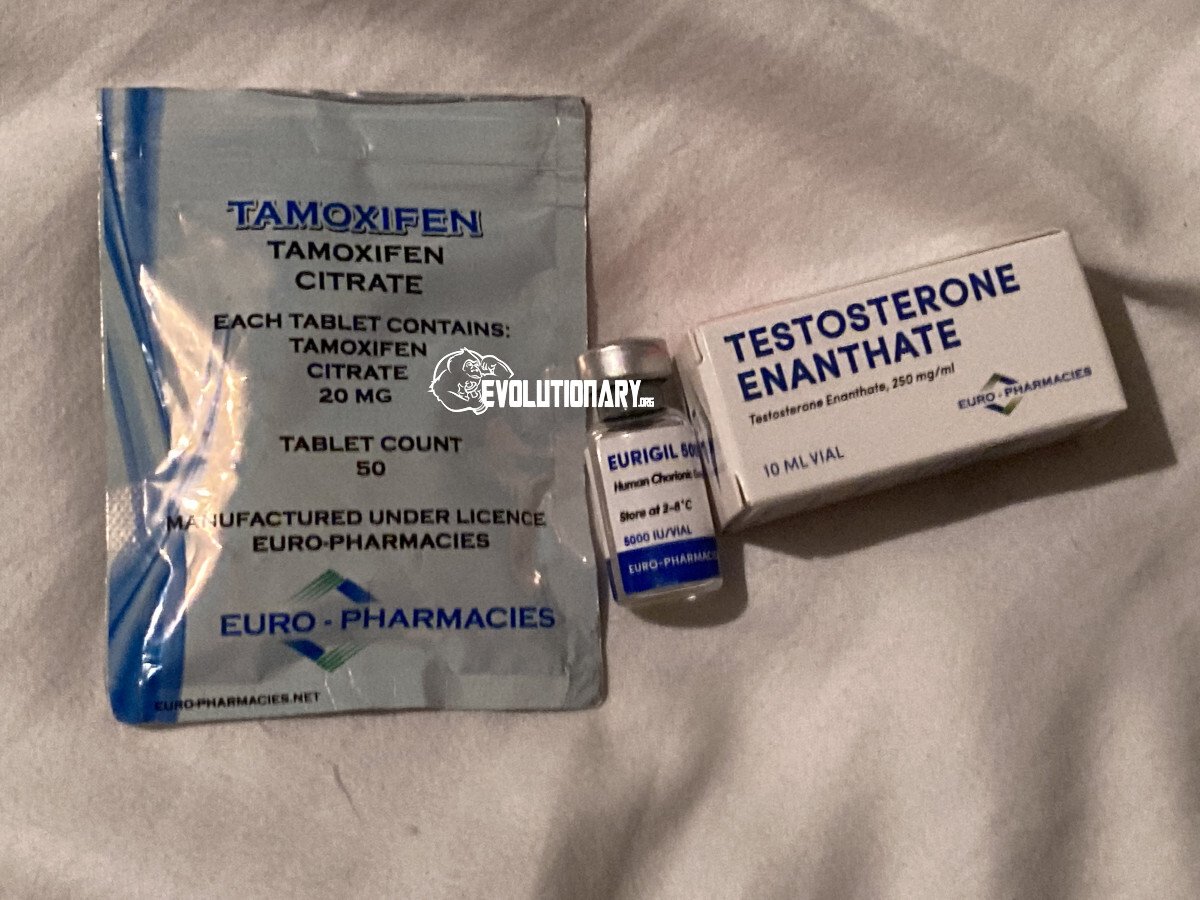 TAMOXIFEN
TAMOXIFEN
CITRATE
EACH TABLET CONTAINS:
TAMOXIFEN
CITRATE
20 MG
TABLET COUNT
50
MANUFACTURED UNDER LICENCE
EURO-PHARMACIES
EURO-PHARMACIES
EURO-PHARMACIES.NET
EVOLUTIONARY.ORG
EURIGIL
Human Chorionic
Store at 2-8°C
5000 IU/VIAL
EURO-PHARMACIES
TESTOSTERONE
ENANTHATE
Testosterone Enanthate, 250 mg/ml
EURO-PHARMACIES
10 ML VIAL